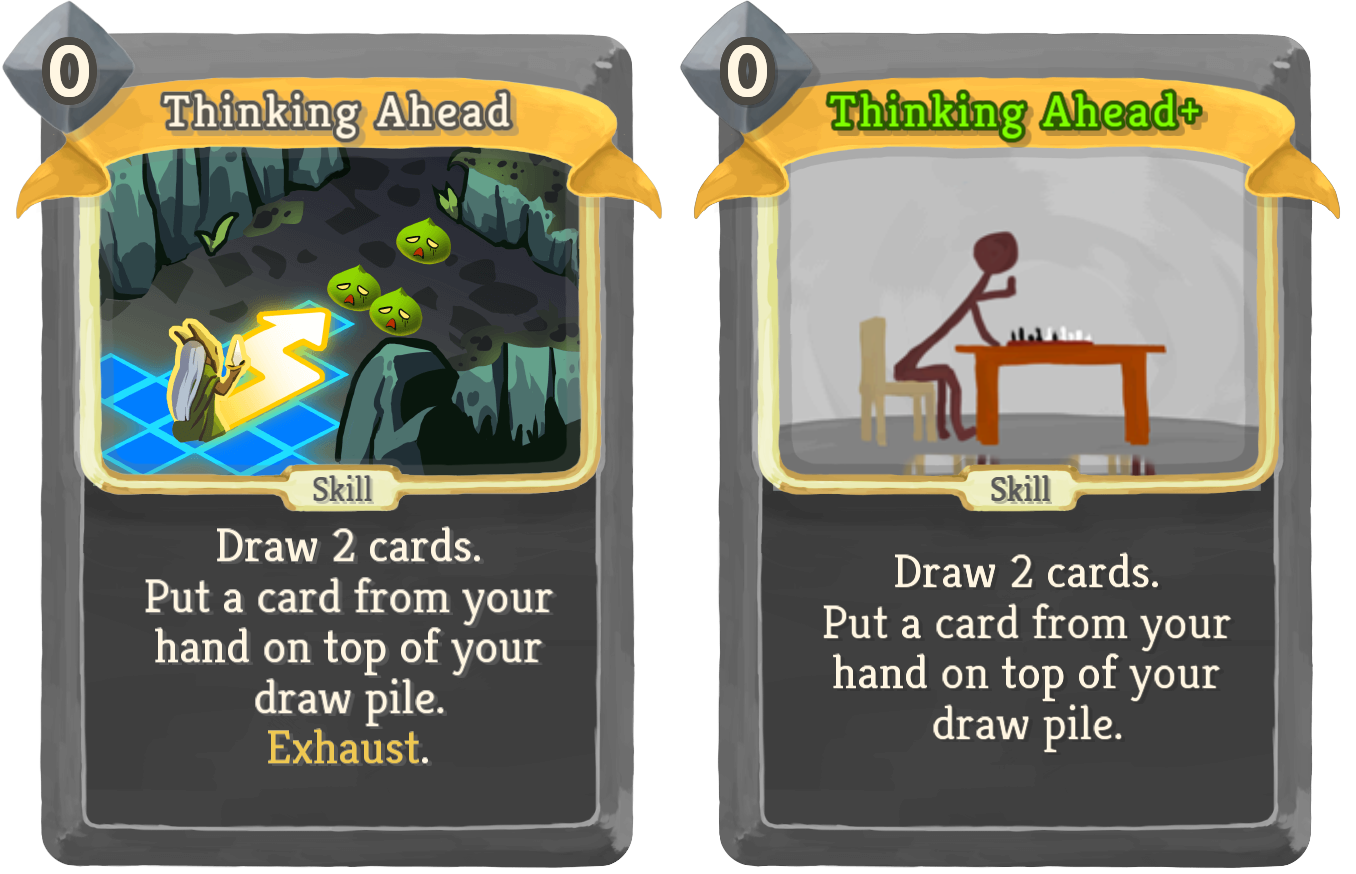 0
Thinking Ahead
Skill
Draw 2 cards.
Put a card from your
hand on top of your
draw pile.
Exhaust.
0
Thinking Ahead+
Skill
Draw 2 cards.
Put a card from your
hand on top of your
draw pile.